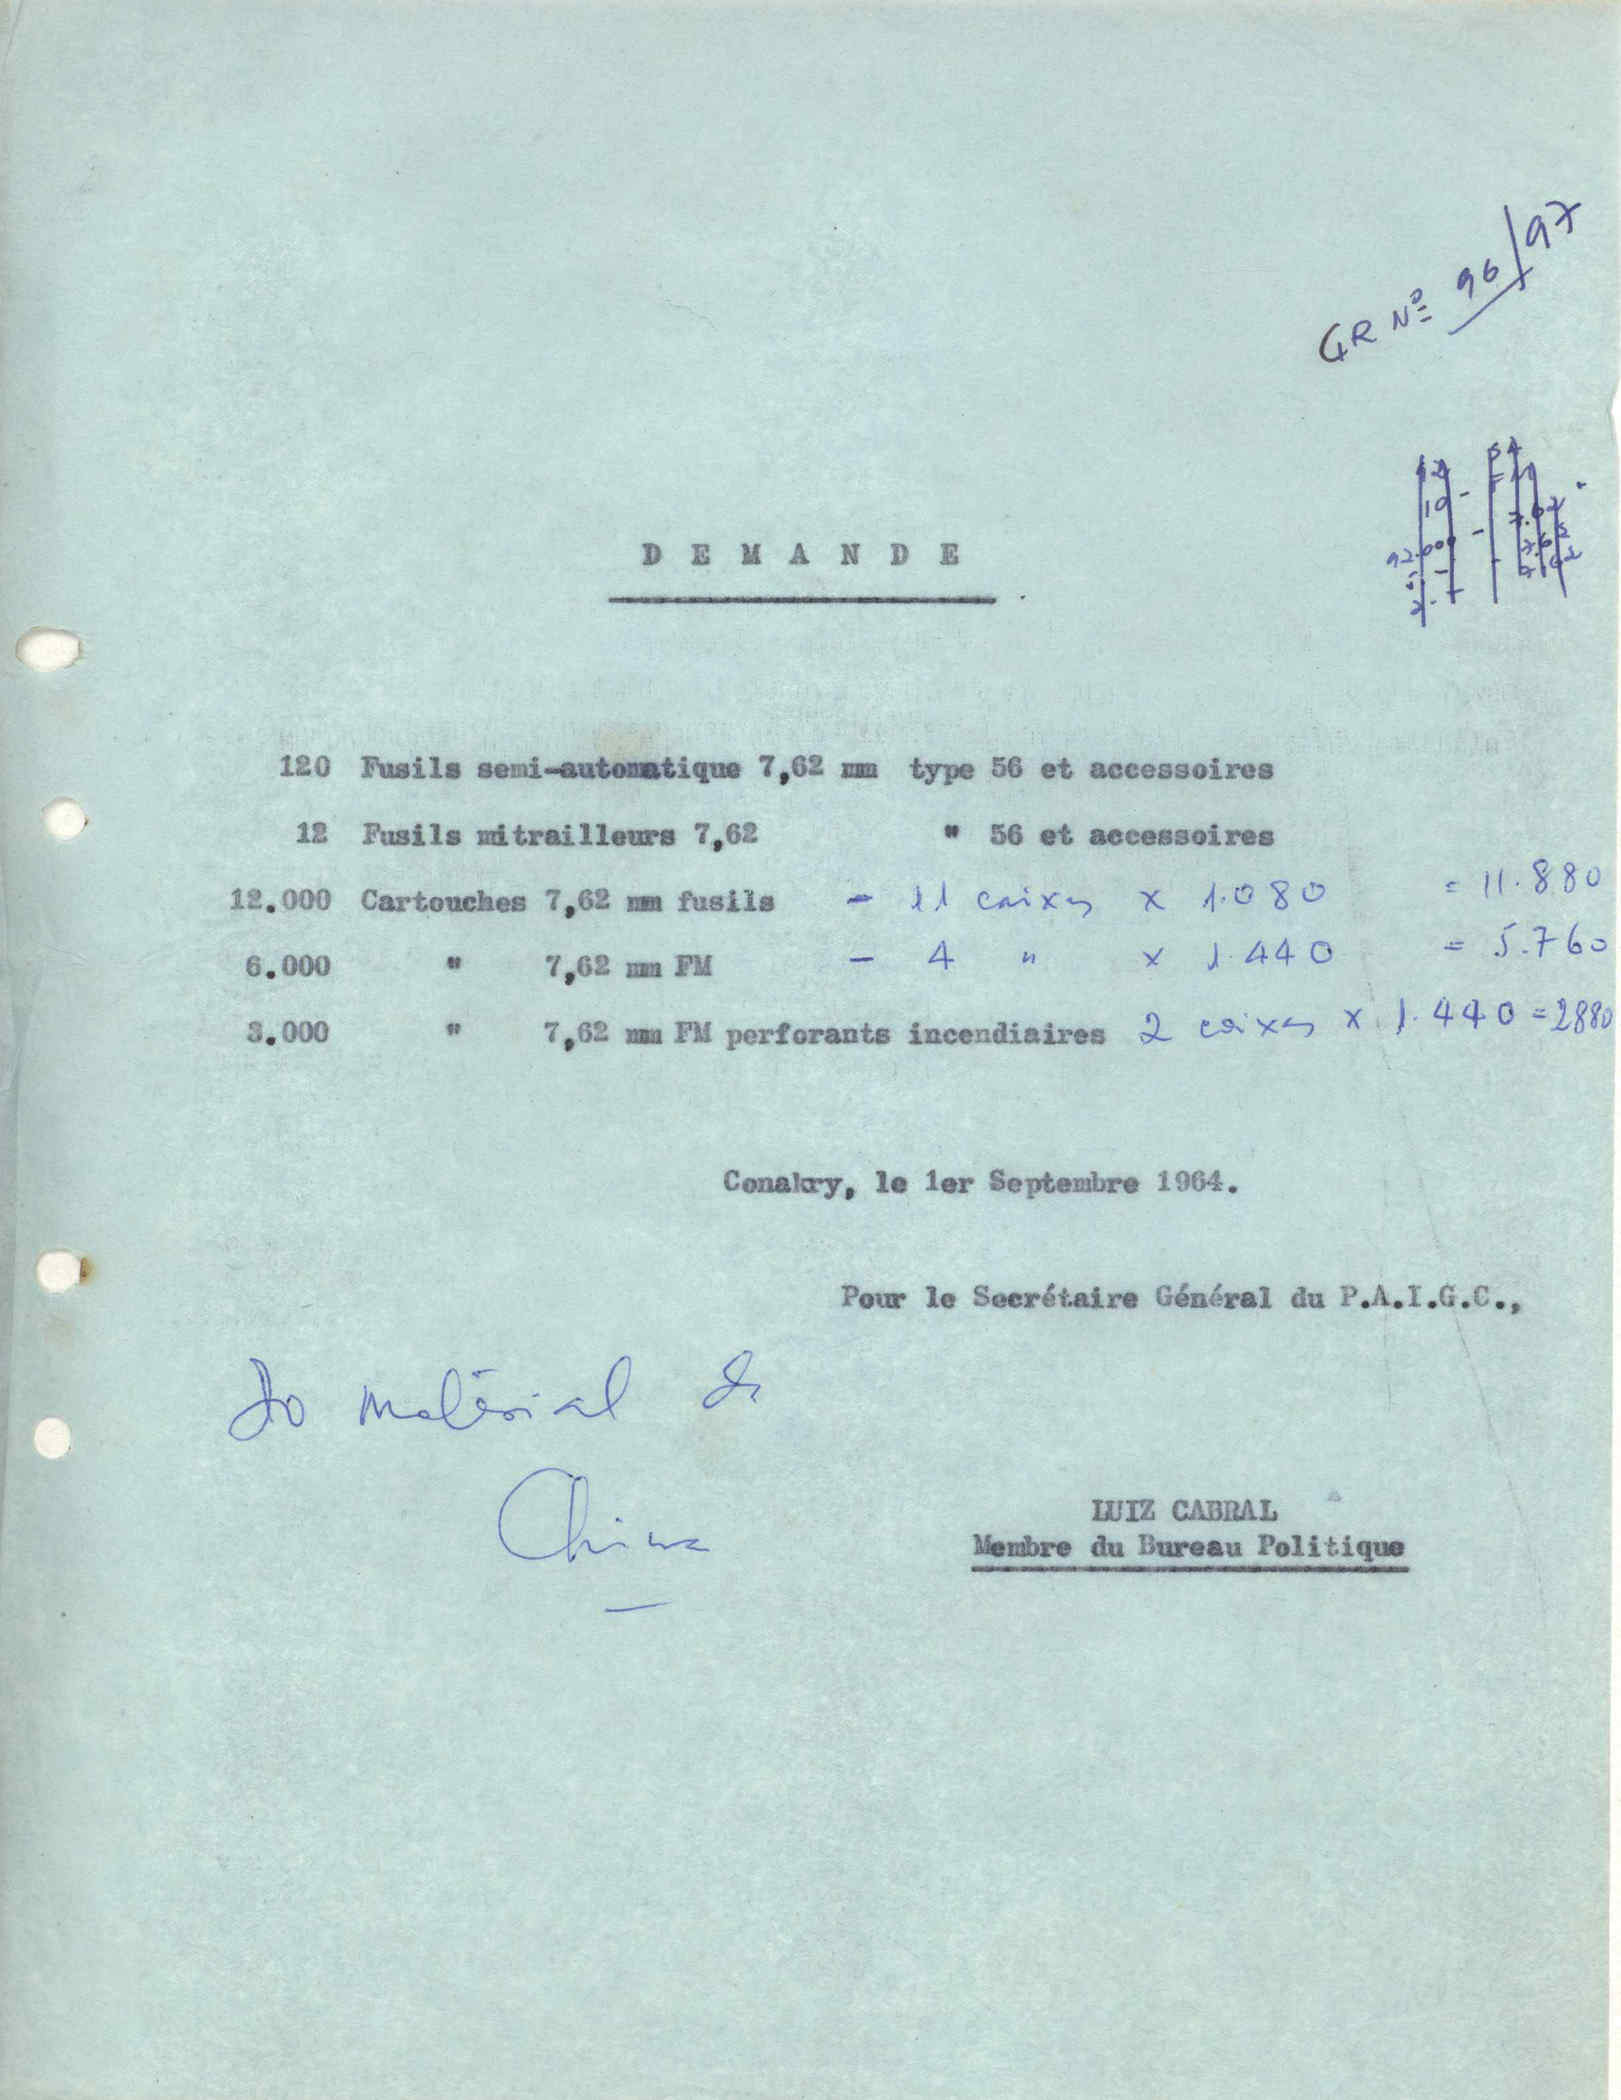 GR Nº 96/97
DEMANDE
120 Fusils semi-automatique 7,62 mm type 56 et accessoires
12 Fusils mitrailleurs 7,62 " 56 et accessoires
12.000 Cartouches 7,62 mm fusils - 11 caixas x 1.080 = 11.880
6.000 " 7,62 mm FM - 4 " x 1.440 = 5.760
3.000 " 7,62 mm FM perforants incendiaires 2 caixas x 1.440 = 2880
Conakry, le 1er Septembre 1964.
Pour le Secrétaire Général du P.A.I.G.C.,
Do material da
China
LUIZ CABRAL
Membre du Bureau Politique